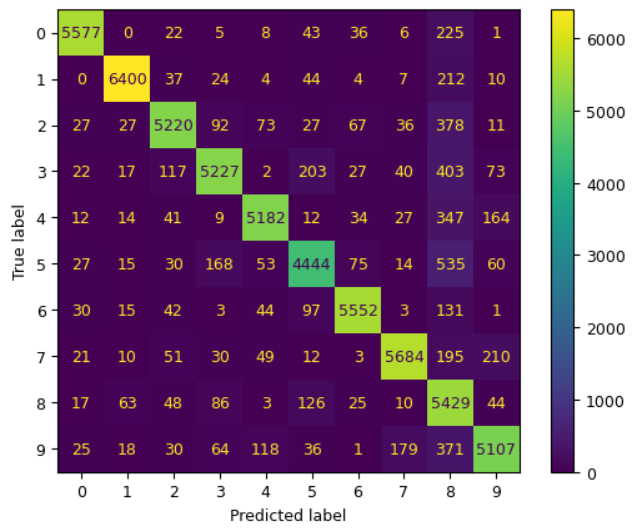 0 5577 0 22 5 8 43 36 6 225 1
1 0 6400 37 24 4 44 4 7 212 10
2 27 27 5220 92 73 27 67 36 378 11
3 22 17 117 5227 2 203 27 40 403 73
4 12 14 41 9 5182 12 34 27 347 164
5 27 15 30 168 53 4444 75 14 535 60
6 30 15 42 3 44 97 5552 3 131 1
7 21 10 51 30 49 12 3 5684 195 210
8 17 63 48 86 3 126 25 10 5429 44
9 25 18 30 64 118 36 1 179 371 5107
0 1 2 3 4 5 6 7 8 9
Predicted label
True label
6000
5000
4000
3000
2000
1000
0